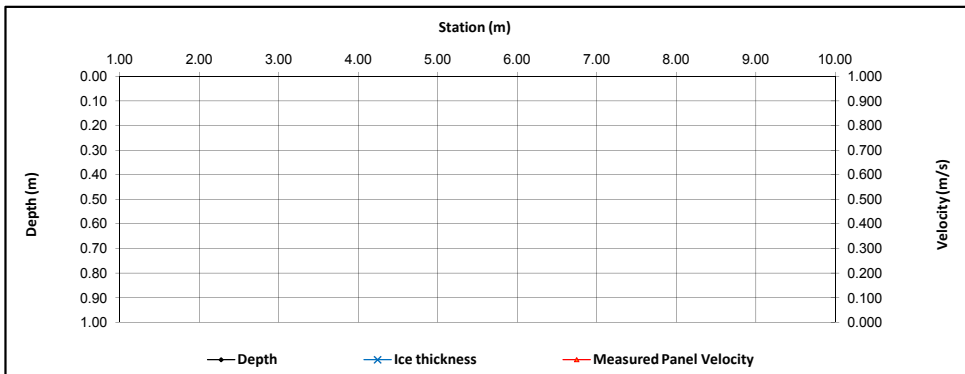 Station (m)
1.00 2.00 3.00 4.00 5.00 6.00 7.00 8.00 9.00 10.00
0.00 1.000
0.10 0.900
0.20 0.800
0.30 0.700
0.40 0.600
0.50 0.500
0.60 0.400
0.70 0.300
0.80 0.200
0.90 0.100
1.00 0.000
Depth (m)
Velocity (m/s)
Depth Ice thickness Measured Panel Velocity